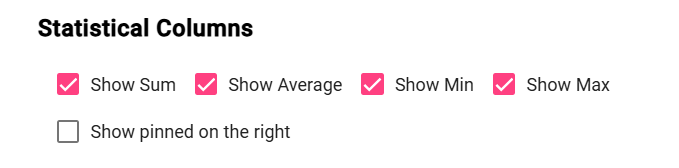 Statistical Columns
Show Sum Show Average Show Min Show Max
Show pinned on the right